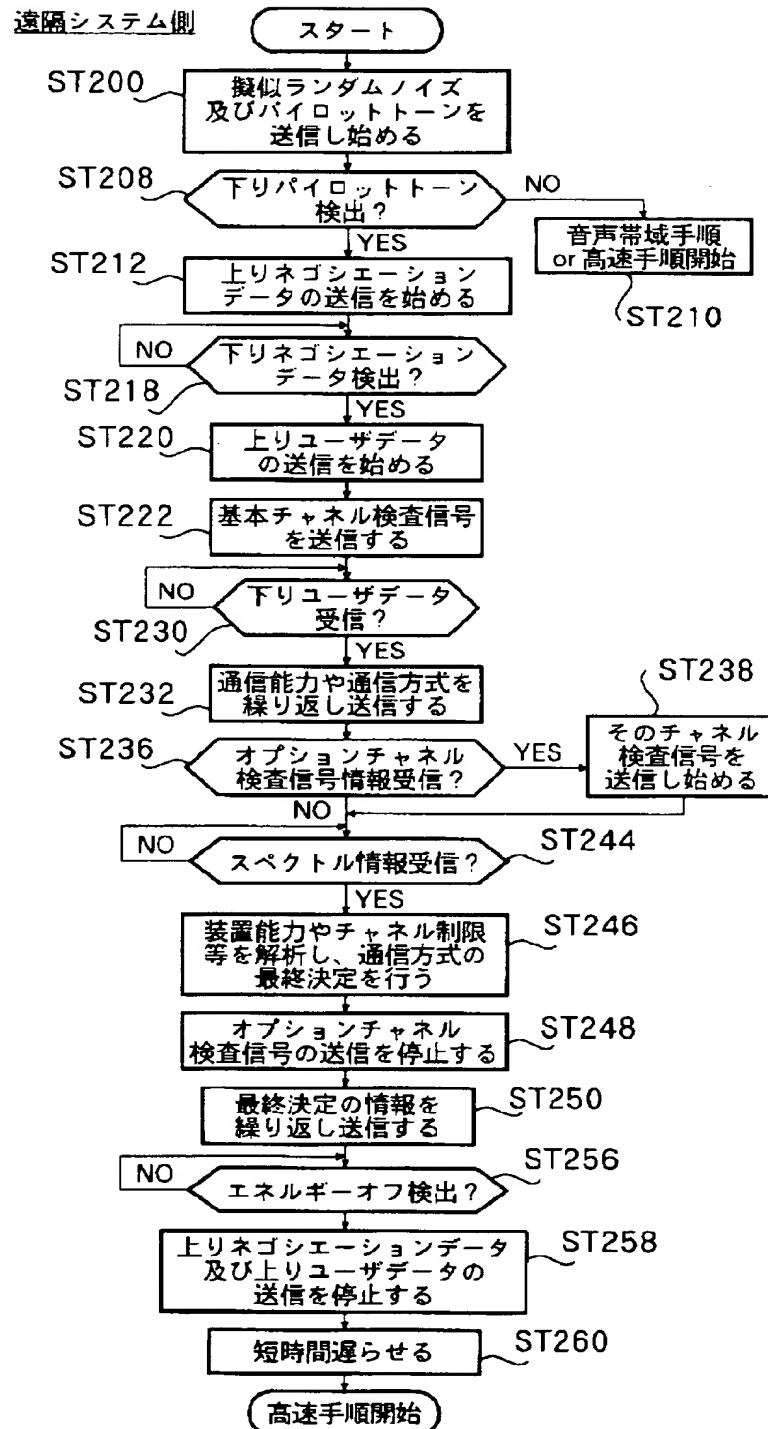 遠隔システム側
スタート
ST200
擬似ランダムノイズ
及びパイロットトーンを
送信し始める
ST208
下りパイロットトーン
検出？
NO
YES
音声帯域手順
or 高速手順開始
ST210
ST212
上りネゴシエーション
データの送信を始める
NO
下りネゴシエーション
データ検出？
ST218
YES
ST220
上りユーザデータ
の送信を始める
ST222
基本チャネル検査信号
を送信する
NO
下りユーザデータ
受信？
ST230
YES
ST232
通信能力や通信方式を
繰り返し送信する
ST236
オプションチャネル
検査信号情報受信？
YES
ST238
そのチャネル
検査信号を
送信し始める
NO
NO
スペクトル情報受信？
ST244
YES
装置能力やチャネル制限
等を解析し、通信方式の
最終決定を行う
ST246
オプションチャネル
検査信号の送信を停止する
ST248
最終決定の情報を
繰り返し送信する
ST250
NO
エネルギーオフ検出？
ST256
上りネゴシエーションデータ
及び上りユーザデータの
送信を停止する
ST258
短時間遅らせる
ST260
高速手順開始